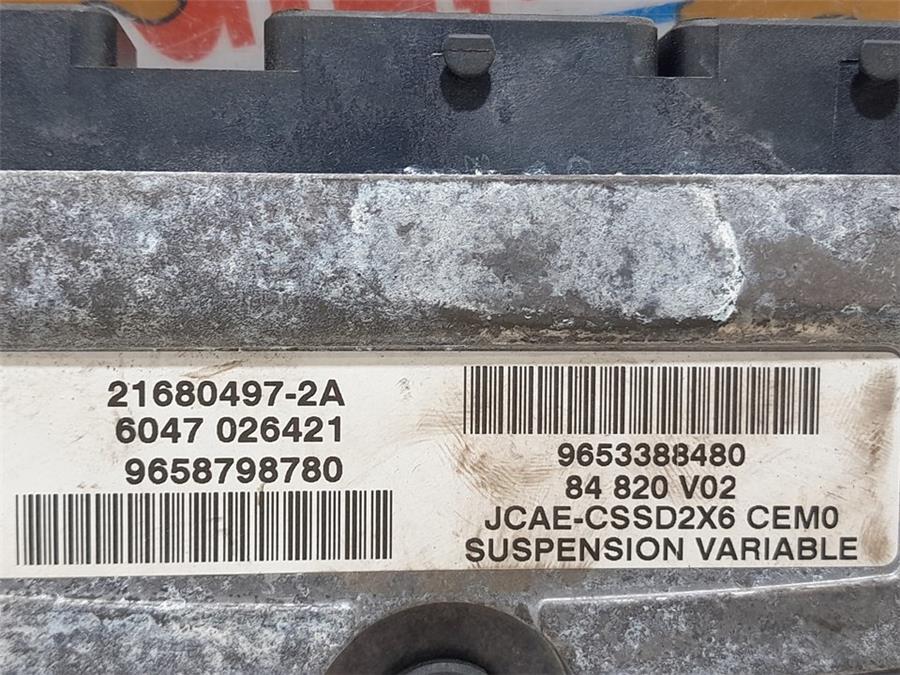 21680497-2A
6047 026421
9658798780
9653388480
84 820 V02
JCAE-CSSD2X6 CEM0
SUSPENSION VARIABLE